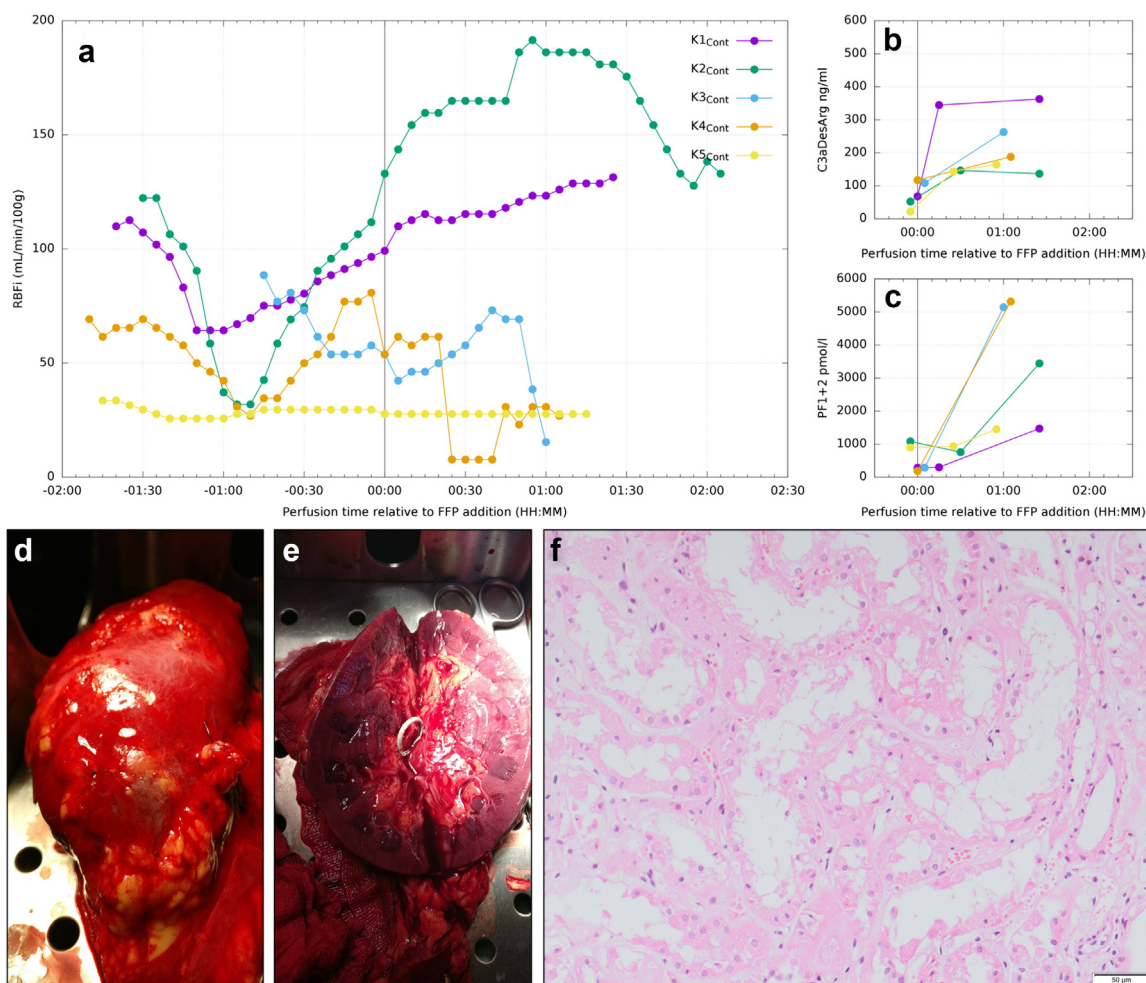 a
RBFi (mL/min/100g)
200
150
100
50
0
-02:00 -01:30 -01:00 -00:30 00:00 00:30 01:00 01:30 02:00 02:30
Perfusion time relative to FFP addition (HH:MM)
K1Cont
K2Cont
K3Cont
K4Cont
K5Cont
b
C3aDesArg ng/ml
600
500
400
300
200
100
0
00:00 01:00 02:00
Perfusion time relative to FFP addition (HH:MM)
c
PF1+2 pmol/l
6000
5000
4000
3000
2000
1000
0
00:00 01:00 02:00
Perfusion time relative to FFP addition (HH:MM)
d
e
f
50 μm